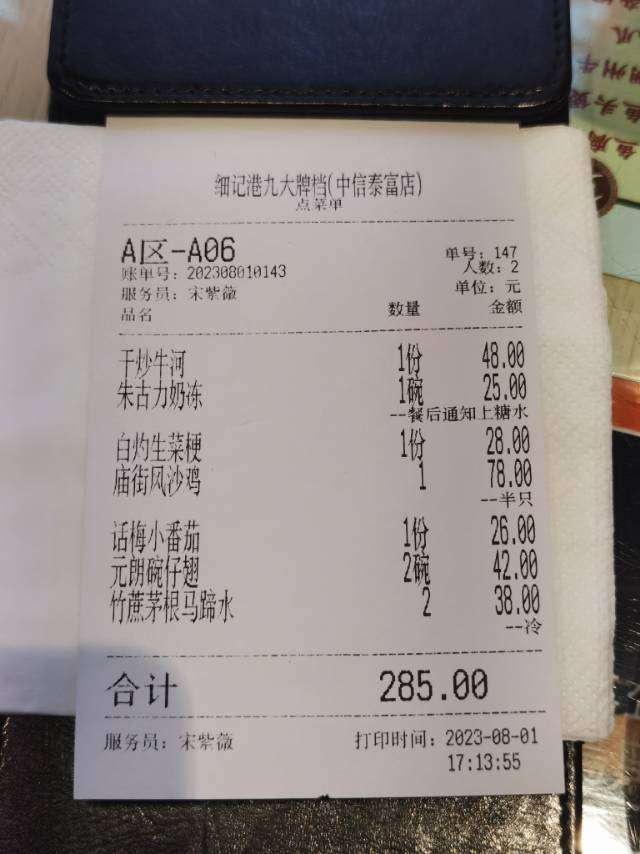 细记港九大牌档(中信泰富店)
点菜单
A区-A06 单号: 147
账单号: 202308010143 人数: 2
服务员: 宋紫薇 单位: 元
品名 数量 金额
干炒牛河 1份 48.00
朱古力奶冻 1碗 25.00
--餐后通知上糖水
白灼生菜梗 1份 28.00
庙街风沙鸡 1 78.00
--半只
话梅小番茄 1份 26.00
元朗碗仔翅 2碗 42.00
竹蔗茅根马蹄水 2 38.00
--冷
合计 285.00
服务员: 宋紫薇 打印时间: 2023-08-01
17:13:55